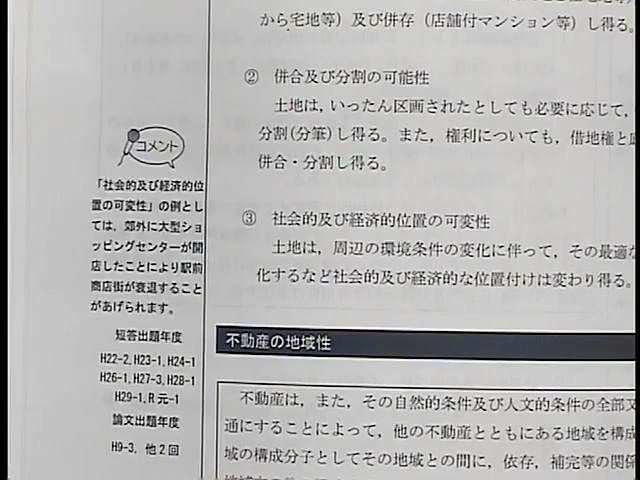 から宅地等）及び併存（店舗付マンション等）し得る。
② 併合及び分割の可能性
土地は，いったん区画されたとしても必要に応じて，
分割(分筆)し得る。また，権利についても，借地権と
併合・分割し得る。
③ 社会的及び経済的位置の可変性
土地は，周辺の環境条件の変化に伴って，その最適な
化するなど社会的及び経済的な位置付けは変わり得る。
コメント
「社会的及び経済的位
置の可変性」の例とし
ては，郊外に大型ショ
ッピングセンターが開
店したことにより駅前
商店街が衰退すること
があげられます。
短答出題年度
H22-2, H23-1, H24-1
H26-1, H27-3, H28-1
H29-1, R元-1
論文出題年度
H9-3，他2回
不動産の地域性
不動産は，また，その自然的条件及び人文的条件の全部又
通にすることによって，他の不動産とともにある地域を構成
域の構成分子としてその地域との間に，依存，補完等の関係